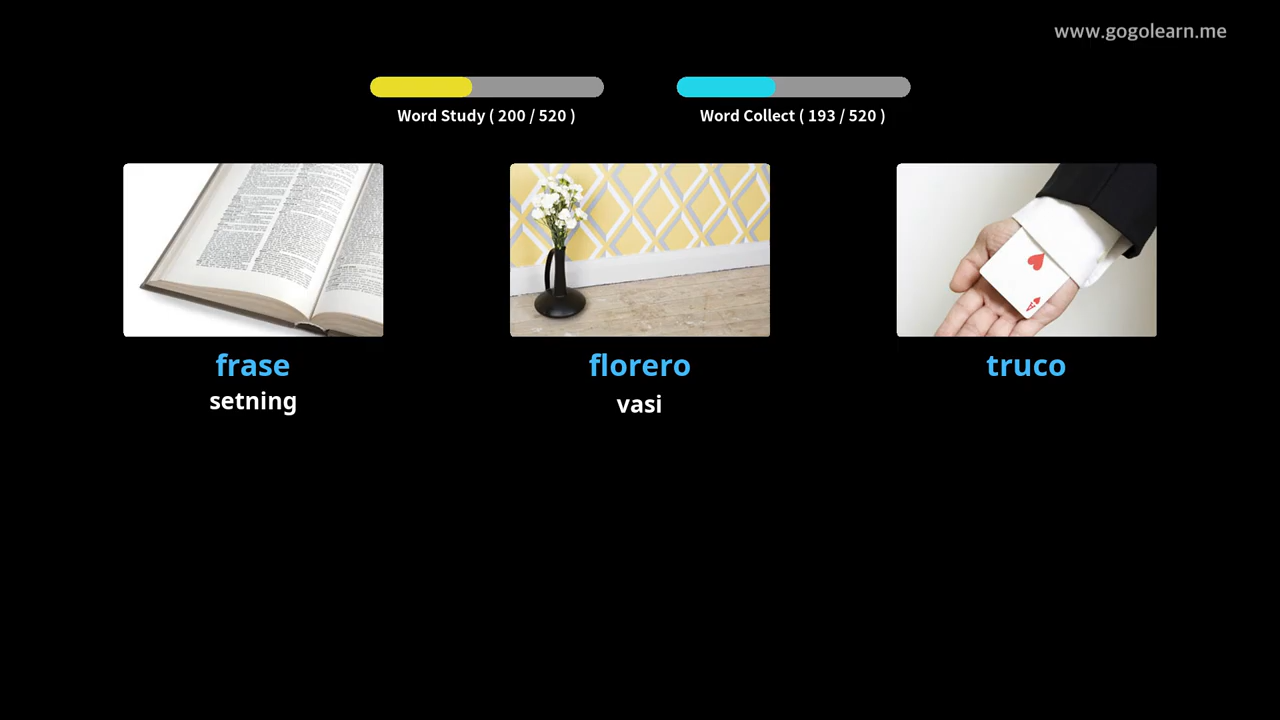 www.gogolearn.me
Word Study ( 200 / 520 )
Word Collect ( 193 / 520 )
frase
florero
truco
setning
vasi